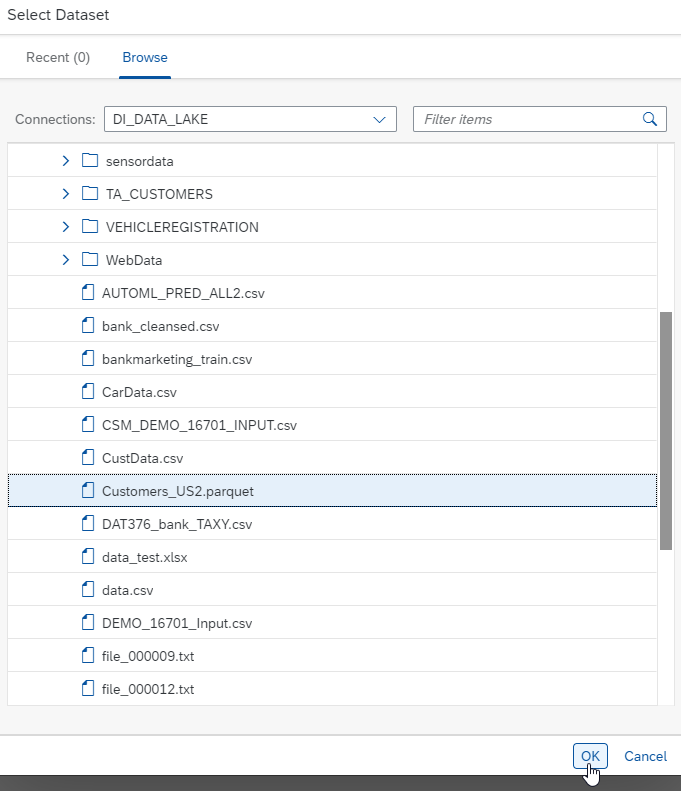 Select Dataset
Recent (0) Browse
Connections: DI_DATA_LAKE Filter items
sensordata
TA_CUSTOMERS
VEHICLEREGISTRATION
WebData
AUTOML_PRED_ALL2.csv
bank_cleansed.csv
bankmarketing_train.csv
CarData.csv
CSM_DEMO_16701_INPUT.csv
CustData.csv
Customers_US2.parquet
DAT376_bank_TAXY.csv
data_test.xlsx
data.csv
DEMO_16701_Input.csv
file_000009.txt
file_000012.txt
OK Cancel